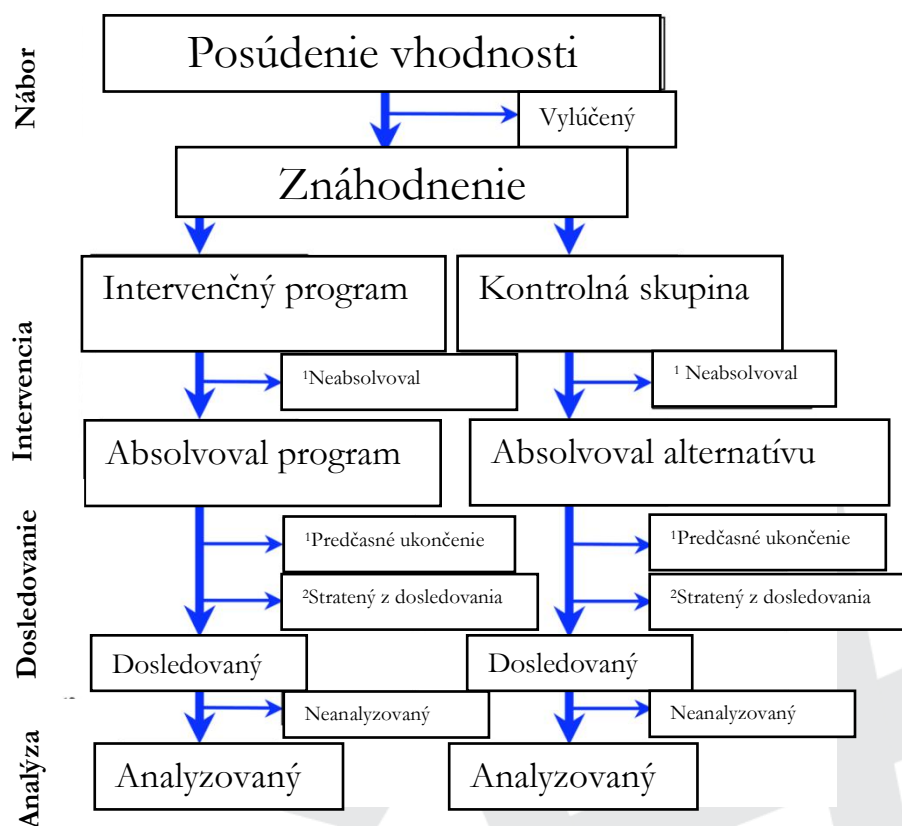 Nábor
Posúdenie vhodnosti
Vylúčený
Znáhodnenie
Intervencia
Intervenčný program
Kontrolná skupina
¹Neabsolvoval
¹ Neabsolvoval
Absolvoval program
Absolvoval alternatívu
Dosledovanie
¹Predčasné ukončenie
¹Predčasné ukončenie
²Stratený z dosledovania
²Stratený z dosledovania
Dosledovaný
Dosledovaný
Analýza
Neanalyzovaný
Neanalyzovaný
Analyzovaný
Analyzovaný